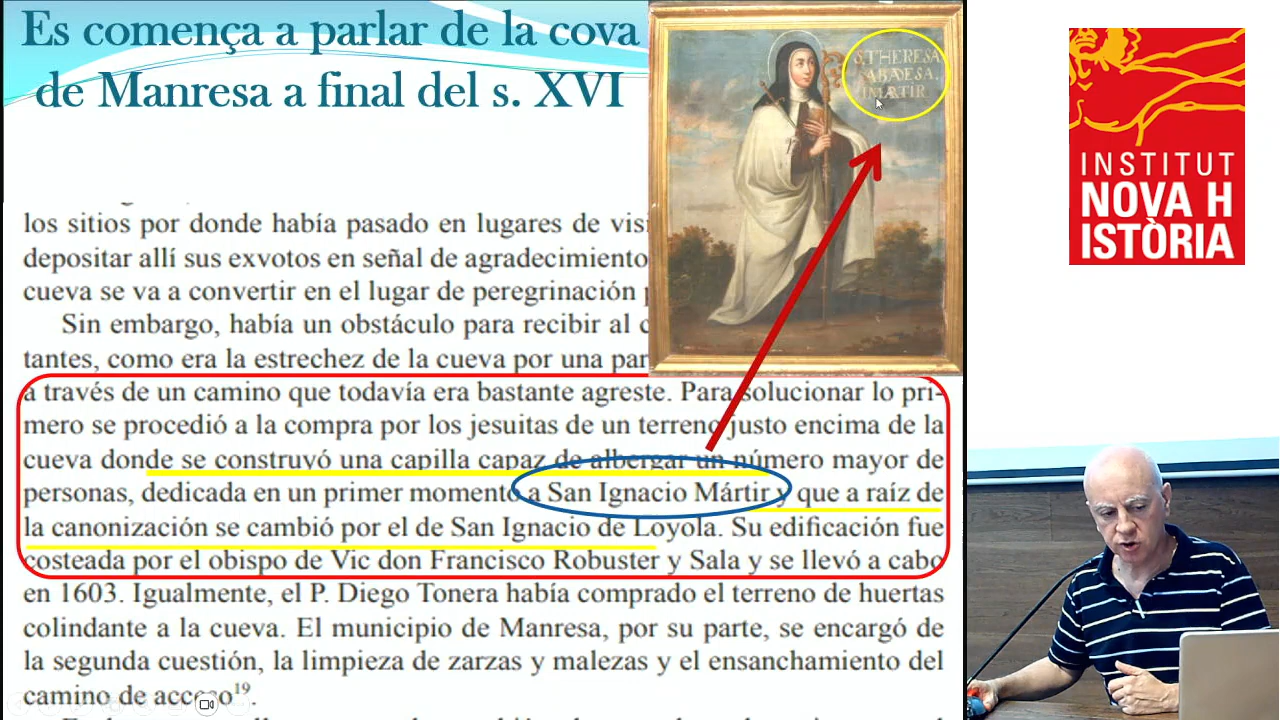 Es comença a parlar de la cova
de Manresa a final del s. XVI
S. THERESA
ABADESA.
IMARTIR.
INSTITUT
NOVA H
ISTÒRIA
los sitios por donde había pasado en lugares de
depositar allí sus exvotos en señal de agradecimiento
cueva se va a convertir en el lugar de peregrinación
Sin embargo, había un obstáculo para recibir al
tantes, como era la estrechez de la cueva por una
a través de un camino que todavía era bastante agreste. Para solucionar lo pri-
mero se procedió a la compra por los jesuitas de un terreno justo encima de la
cueva donde se construyó una capilla capaz de albergar un número mayor de
personas, dedicada en un primer momento a San Ignacio Mártir y que a raíz de
la canonización se cambió por el de San Ignacio de Loyola. Su edificación fue
costeada por el obispo de Vic don Francisco Robuster y Sala y se llevó a cabo
en 1603. Igualmente, el P. Diego Tonera había comprado el terreno de huertas
colindante a la cueva. El municipio de Manresa, por su parte, se encargó de
la segunda cuestión, la limpieza de zarzas y malezas y el ensanchamiento del
camino de acceso19.